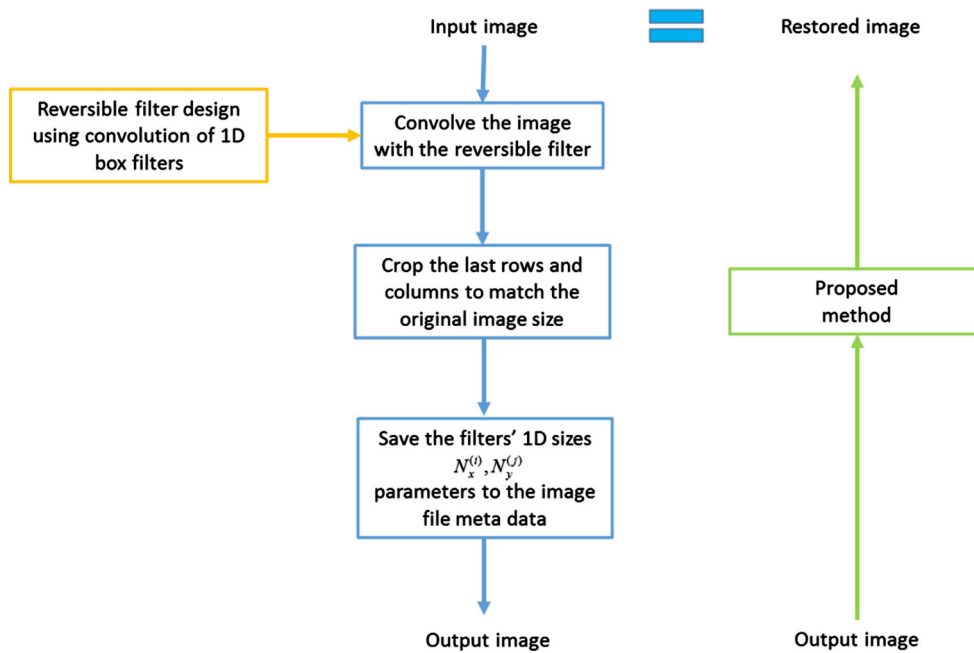 Input image
Restored image
Reversible filter design
using convolution of 1D
box filters
Convolve the image
with the reversible filter
Crop the last rows and
columns to match the
original image size
Proposed
method
Save the filters’ 1D sizes
N_x^{(i)}, N_y^{(j)}
parameters to the image
file meta data
Output image
Output image